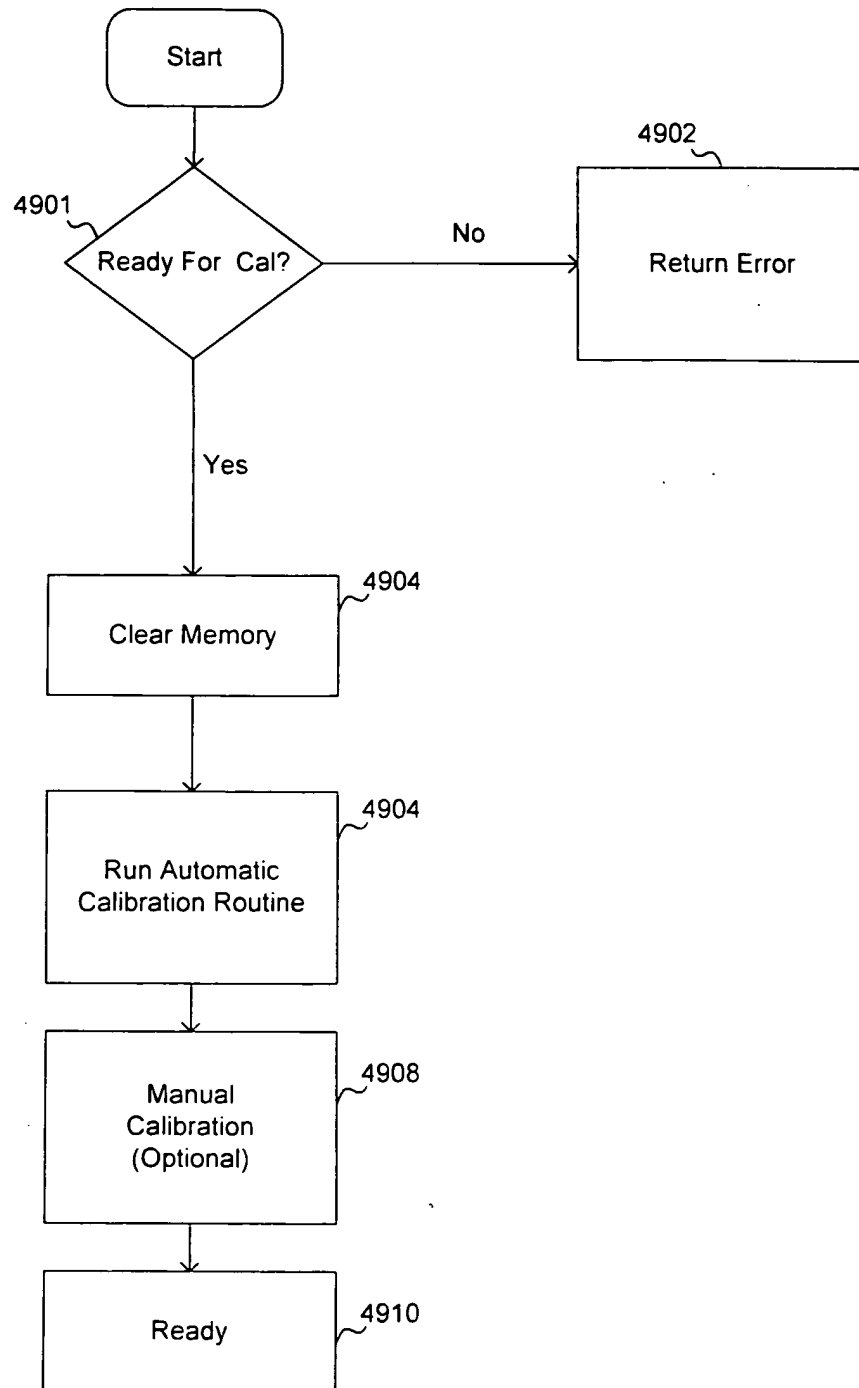 Start
4901
Ready For Cal?
No
4902
Return Error
Yes
4904
Clear Memory
4904
Run Automatic
Calibration Routine
4908
Manual
Calibration
(Optional)
Ready
4910